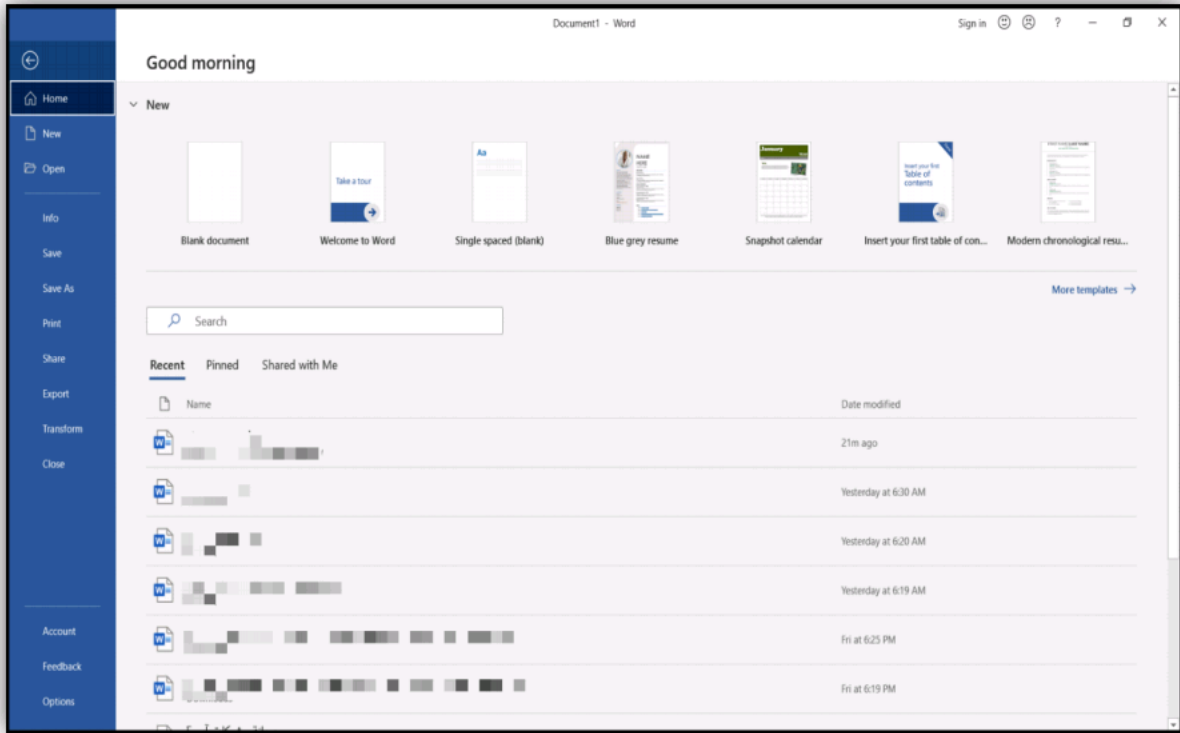 Document1 - Word
Sign in
?
Good morning
Home
New
Open
Info
Save
Save As
Print
Share
Export
Transform
Close
Account
Feedback
Options
New
Aa
Take a tour
January
Insert your first
Table of
contents
Blank document
Welcome to Word
Single spaced (blank)
Blue grey resume
Snapshot calendar
Insert your first table of con...
Modern chronological resu...
More templates
Search
Recent Pinned Shared with Me
Name Date modified
21m ago
Yesterday at 6:30 AM
Yesterday at 6:20 AM
Yesterday at 6:19 AM
Fri at 6:25 PM
Fri at 6:19 PM